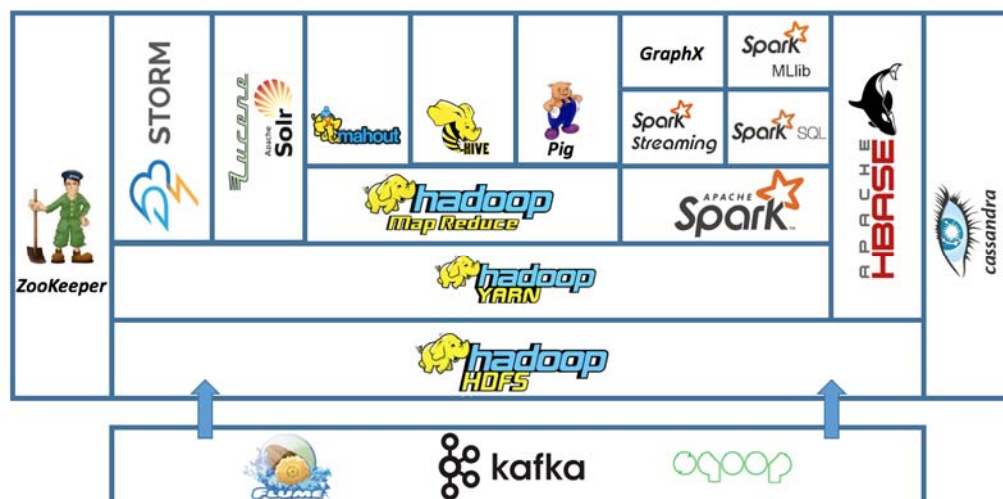 ZooKeeper
STORM
Lucene
Apache
Solr
mahout
HIVE
Pig
GraphX
Spark
MLlib
Spark
Streaming
Spark SQL
hadoop
Map Reduce
APACHE
Spark
TM
APACHE
HBASE
cassandra
hadoop
YARN
hadoop
HDFS
FLUME
kafka
sqoop